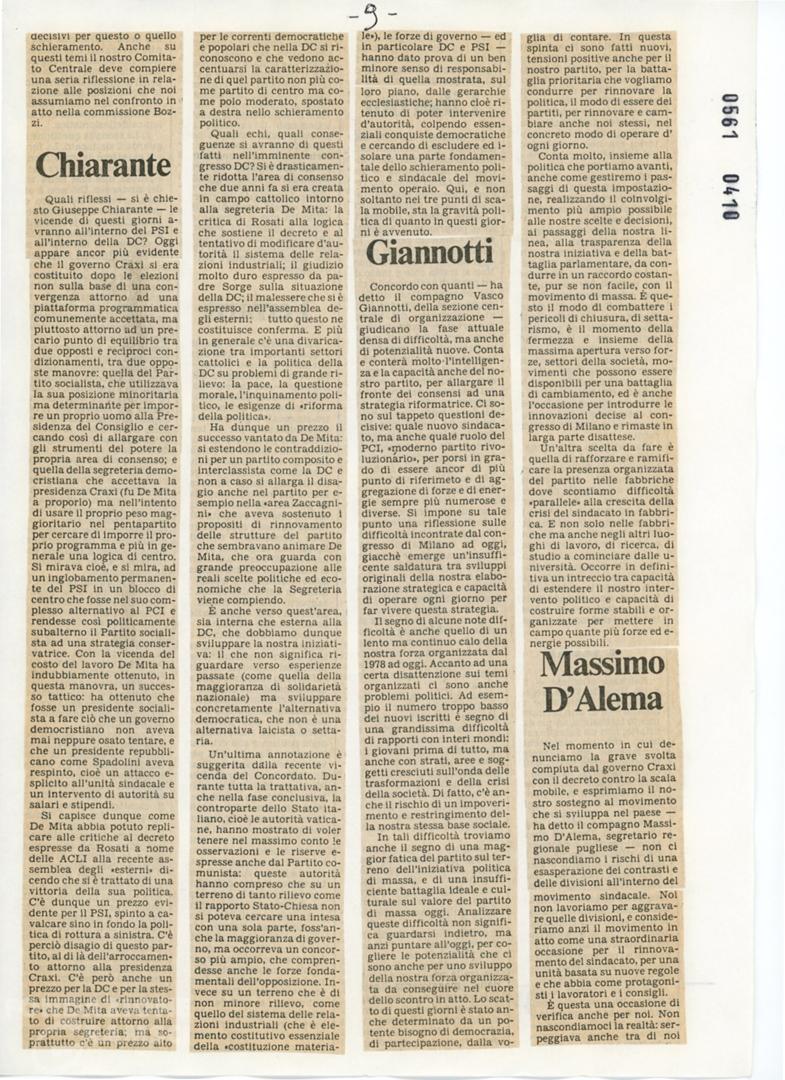 -9-
decisivi per questo o quello
schieramento. Anche su
questi temi il nostro Comita-
to Centrale deve compiere
una seria riflessione in rela-
zione alle posizioni che noi
assumiamo nel confronto in
atto nella commissione Boz-
zi.
Chiarante
Quali riflessi — si è chie-
sto Giuseppe Chiarante — le
vicende di questi giorni a-
vranno all'interno del PSI e
all'interno della DC? Oggi
appare ancor più evidente
che il governo Craxi si era
costituito dopo le elezioni
non sulla base di una con-
vergenza attorno ad una
piattaforma programmatica
comunemente accettata, ma
piuttosto attorno ad un pre-
cario punto di equilibrio tra
due opposti e reciproci con-
dizionamenti, tra due oppo-
ste manovre: quella del Par-
tito socialista, che utilizzava
la sua posizione minoritaria
ma determinante per impor-
re un proprio uomo alla Pre-
sidenza del Consiglio e cer-
cando così di allargare con
gli strumenti del potere la
propria area di consenso; e
quella della segreteria demo-
cristiana che accettava la
presidenza Craxi (fu De Mita
a proporlo) ma nell'intento
di usare il proprio peso mag-
gioritario nel pentapartito
per cercare di imporre il pro-
prio programma e più in ge-
nerale una logica di centro.
Si mirava cioè, e si mira, ad
un inglobamento permanen-
te del PSI in un blocco di
centro che fosse nel suo com-
plesso alternativo al PCI e
rendesse così politicamente
subalterno il Partito sociali-
sta ad una strategia conser-
vatrice. Con la vicenda del
costo del lavoro De Mita ha
indubbiamente ottenuto, in
questa manovra, un succes-
so tattico: ha ottenuto che
fosse un presidente sociali-
sta a fare ciò che un governo
democristiano non aveva
mai neppure osato tentare, e
che un presidente repubbli-
cano come Spadolini aveva
respinto, cioè un attacco e-
splicito all'unità sindacale e
un intervento di autorità su
salari e stipendi.
Si capisce dunque come
De Mita abbia potuto repli-
care alle critiche al decreto
espresse da Rosati a nome
delle ACLI alla recente as-
semblea degli «esterni» di-
cendo che si è trattato di una
vittoria della sua politica.
C'è dunque un prezzo evi-
dente per il PSI, spinto a ca-
valcare sino in fondo la poli-
tica di rottura a sinistra. C'è
perciò disagio di questo par-
tito, al di là dell'arroccamen-
to attorno alla presidenza
Craxi. C'è però anche un
prezzo per la DC e per la stes-
sa immagine di «rinnovato-
re» che De Mita aveva tenta-
to di costruire attorno alla
propria segreteria; ma so-
prattutto c'è un prezzo alto
per le correnti democratiche
e popolari che nella DC si ri-
conoscono e che vedono ac-
centuarsi la caratterizzazio-
ne di quel partito non più co-
me partito di centro ma co-
me polo moderato, spostato
a destra nello schieramento
politico.
Quali echi, quali conse-
guenze si avranno di questi
fatti nell'imminente con-
gresso DC? Si è drasticamen-
te ridotta l'area di consenso
che due anni fa si era creata
in campo cattolico intorno
alla segreteria De Mita: la
critica di Rosati alla logica
che sostiene il decreto e al
tentativo di modificare d'au-
torità il sistema delle rela-
zioni industriali; il giudizio
molto duro espresso da pa-
dre Sorge sulla situazione
della DC; il malessere che si è
espresso nell'assemblea de-
gli esterni: tutto questo ne
costituisce conferma. E più
in generale c'è una divarica-
zione tra importanti settori
cattolici e la politica della
DC su problemi di grande ri-
lievo: la pace, la questione
morale, l'inquinamento poli-
tico, le esigenze di «riforma
della politica».
Ha dunque un prezzo il
successo vantato da De Mita:
si estendono le contraddizio-
ni per un partito composito e
interclassista come la DC e
non a caso si allarga il disa-
gio anche nel partito per e-
sempio nella «area Zaccagni-
ni» che aveva sostenuto i
propositi di rinnovamento
delle strutture del partito
che sembravano animare De
Mita, che ora guarda con
grande preoccupazione alle
reali scelte politiche ed eco-
nomiche che la Segreteria
viene compiendo.
È anche verso quest'area,
sia interna che esterna alla
DC, che dobbiamo dunque
sviluppare la nostra iniziati-
va: il che non significa ri-
guardare verso esperienze
passate (come quella della
maggioranza di solidarietà
nazionale) ma sviluppare
concretamente l'alternativa
democratica, che non è una
alternativa laicista o setta-
ria.
Un'ultima annotazione è
suggerita dalla recente vi-
cenda del Concordato. Du-
rante tutta la trattativa, an-
che nella fase conclusiva, la
controparte dello Stato ita-
liano, cioè le autorità vatica-
ne, hanno mostrato di voler
tenere nel massimo conto le
osservazioni e le riserve e-
spresse anche dal Partito co-
munista: queste autorità
hanno compreso che su un
terreno di tanto rilievo come
il rapporto Stato-Chiesa non
si poteva cercare una intesa
con una sola parte, foss'an-
che la maggioranza di gover-
no, ma occorreva un concor-
so più ampio, che compren-
desse anche le forze fonda-
mentali dell'opposizione. In-
vece su un terreno che è di
non minore rilievo, come
quello del sistema delle rela-
zioni industriali (che è ele-
mento costitutivo essenziale
della «costituzione materia-
le»), le forze di governo — ed
in particolare DC e PSI —
hanno dato prova di un ben
minore senso di responsabi-
lità di quella mostrata, sul
loro piano, dalle gerarchie
ecclesiastiche; hanno cioè ri-
tenuto di poter intervenire
d'autorità, colpendo essen-
ziali conquiste democratiche
e cercando di escludere ed i-
solare una parte fondamen-
tale dello schieramento poli-
tico e sindacale del movi-
mento operaio. Qui, e non
soltanto nei tre punti di sca-
la mobile, sta la gravità poli-
tica di quanto in questi gior-
ni è avvenuto.
Giannotti
Concordo con quanti — ha
detto il compagno Vasco
Giannotti, della sezione cen-
trale di organizzazione —
giudicano la fase attuale
densa di difficoltà, ma anche
di potenzialità nuove. Conta
e conterà molto l'intelligen-
za e la capacità anche del no-
stro partito, per allargare il
fronte dei consensi ad una
strategia riformatrice. Ci so-
no sul tappeto questioni de-
cisive: quale nuovo sindaca-
to, ma anche quale ruolo del
PCI, «moderno partito rivo-
luzionario», per porsi in gra-
do di essere ancor di più
punto di riferimeto e di ag-
gregazione di forze e di ener-
gie sempre più numerose e
diverse. Si impone su tale
punto una riflessione sulle
difficoltà incontrate dal con-
gresso di Milano ad oggi,
giacchè emerge un'insuffi-
cente saldatura tra sviluppi
originali della nostra elabo-
razione strategica e capacità
di operare ogni giorno per
far vivere questa strategia.
Il segno di alcune note dif-
ficoltà è anche quello di un
lento ma continuo calo della
nostra forza organizzata dal
1978 ad oggi. Accanto ad una
certa disattenzione sui temi
organizzati ci sono anche
problemi politici. Ad esem-
pio il numero troppo basso
dei nuovi iscritti è segno di
una grandissima difficoltà
di rapporti con interi mondi:
i giovani prima di tutto, ma
anche con strati, aree e sog-
getti cresciuti sull'onda delle
trasformazioni e della crisi
della società. Di fatto, c'è an-
che il rischio di un impoveri-
mento e restringimento del-
la nostra stessa base sociale.
In tali difficoltà troviamo
anche il segno di una mag-
gior fatica del partito sul ter-
reno dell'iniziativa politica
di massa, e di una insuffi-
ciente battaglia ideale e cul-
turale sul valore del partito
di massa oggi. Analizzare
queste difficoltà non signifi-
ca guardarsi indietro, ma
anzi puntare all'oggi, per co-
gliere le potenzialità che ci
sono anche per uno sviluppo
della nostra forza organizza-
ta da conseguire nel cuore
dello scontro in atto. Lo scat-
to di questi giorni è stato an-
che determinato da un po-
tente bisogno di democrazia,
di partecipazione, dalla vo-
glia di contare. In questa
spinta ci sono fatti nuovi,
tensioni positive anche per il
nostro partito, per la batta-
glia prioritaria che vogliamo
condurre per rinnovare la
politica, il modo di essere dei
partiti, per rinnovare e cam-
biare anche noi stessi, nel
concreto modo di operare d'
ogni giorno.
Conta molto, insieme alla
politica che portiamo avanti,
anche come gestiremo i pas-
saggi di questa impostazio-
ne, realizzando il coinvolgi-
mento più ampio possibile
alle nostre scelte e decisioni,
ai passaggi della nostra li-
nea, alla trasparenza della
nostra iniziativa e della bat-
taglia parlamentare, da con-
durre in un raccordo costan-
te, pur se non facile, con il
movimento di massa. È que-
sto il modo di combattere i
pericoli di chiusura, di setta-
rismo, è il momento della
fermezza e insieme della
massima apertura verso for-
ze, settori della società, mo-
vimenti che possono essere
disponibili per una battaglia
di cambiamento, ed è anche
l'occasione per introdurre le
innovazioni decise al con-
gresso di Milano e rimaste in
larga parte disattese.
Un'altra scelta da fare è
quella di rafforzare e rami-
ficare la presenza organizzata
del partito nelle fabbriche
dove scontiamo difficoltà
«parallele» alla crescita della
crisi del sindacato in fabbri-
ca. E non solo nelle fabbri-
che ma anche negli altri luo-
ghi di lavoro, di ricerca, di
studio a cominciare dalle u-
niversità. Occorre in defini-
tiva un intreccio tra capacità
di estendere il nostro inter-
vento politico e capacità di
costruire forme stabili e or-
ganizzate per mettere in
campo quante più forze ed e-
nergie possibili.
Massimo
D'Alema
Nel momento in cui de-
nunciamo la grave svolta
compiuta dal governo Craxi
con il decreto contro la scala
mobile, e esprimiamo il no-
stro sostegno al movimento
che si sviluppa nel paese —
ha detto il compagno Massi-
mo D'Alema, segretario re-
gionale pugliese — non ci
nascondiamo i rischi di una
esasperazione dei contrasti e
delle divisioni all'interno del
movimento sindacale. Noi
non lavoriamo per aggrava-
re quelle divisioni, e conside-
riamo anzi il movimento in
atto come una straordinaria
occasione per il rinnova-
mento del sindacato, per una
unità basata su nuove regole
e che abbia come protagoni-
sti i lavoratori e i consigli.
È questa una occasione di
verifica anche per noi. Non
nascondiamoci la realtà: ser-
peggiava anche tra di noi
0561 0410